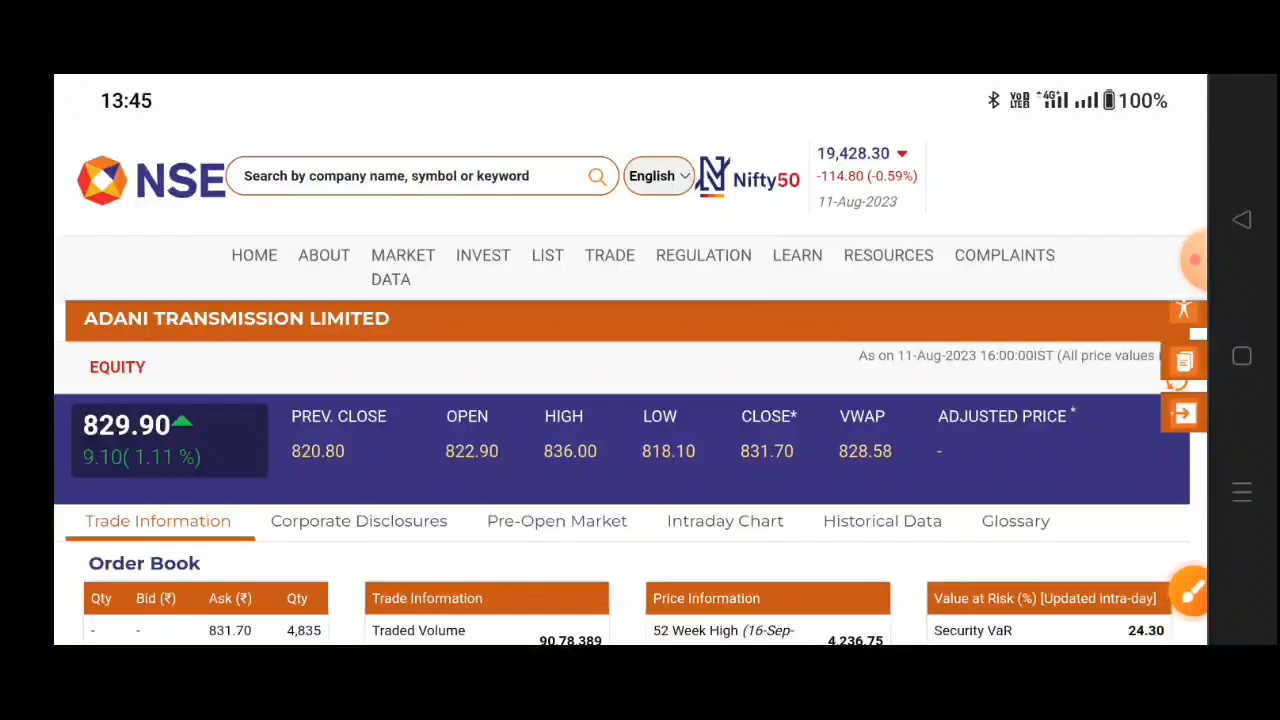 13:45
VoD LTE 4G+ 100%
NSE
Search by company name, symbol or keyword
English
Nifty50
19,428.30
-114.80 (-0.59%)
11-Aug-2023
HOME ABOUT MARKET DATA INVEST LIST TRADE REGULATION LEARN RESOURCES COMPLAINTS
ADANI TRANSMISSION LIMITED
As on 11-Aug-2023 16:00:00IST (All price values
EQUITY
829.90
9.10( 1.11 %)
PREV. CLOSE OPEN HIGH LOW CLOSE* VWAP ADJUSTED PRICE *
820.80 822.90 836.00 818.10 831.70 828.58 -
Trade Information Corporate Disclosures Pre-Open Market Intraday Chart Historical Data Glossary
Order Book
Qty Bid (₹) Ask (₹) Qty
- - 831.70 4,835
Trade Information
Traded Volume 90,78,389
Price Information
52 Week High (16-Sep- 4,236.75
Value at Risk (%) [Updated intra-day]
Security VaR 24.30